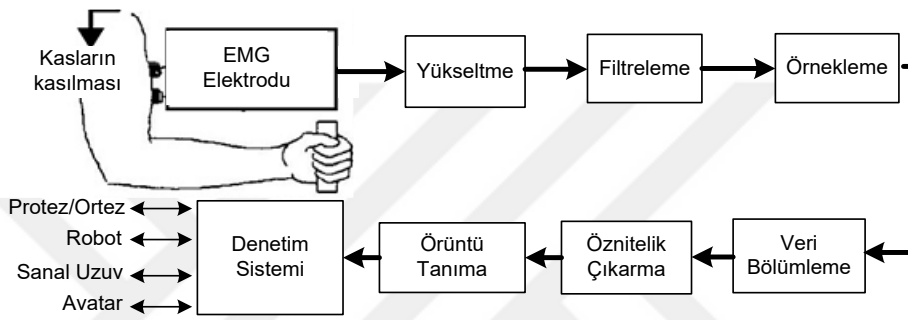 Kasların
kasılması
EMG
Elektrodu
Yükseltme
Filtreleme
Örnekleme
Protez/Ortez
Robot
Sanal Uzuv
Avatar
Denetim
Sistemi
Örüntü
Tanıma
Öznitelik
Çıkarma
Veri
Bölümleme